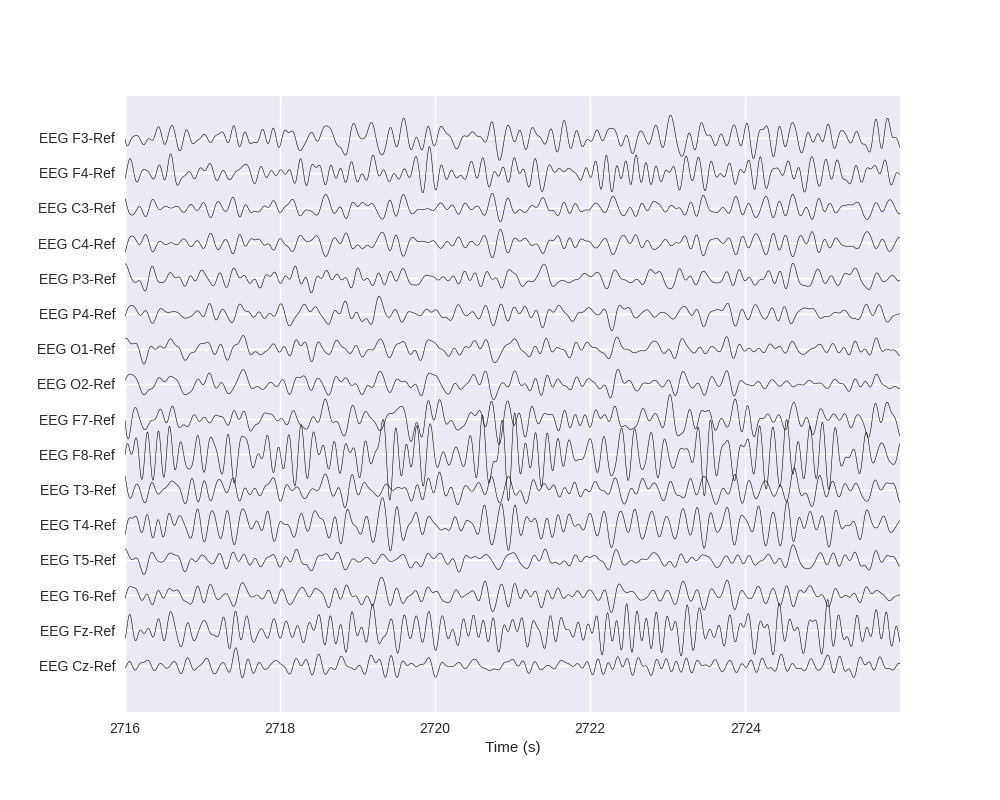 EEG F3-Ref
EEG F4-Ref
EEG C3-Ref
EEG C4-Ref
EEG P3-Ref
EEG P4-Ref
EEG O1-Ref
EEG O2-Ref
EEG F7-Ref
EEG F8-Ref
EEG T3-Ref
EEG T4-Ref
EEG T5-Ref
EEG T6-Ref
EEG Fz-Ref
EEG Cz-Ref
2716 2718 2720 2722 2724
Time (s)